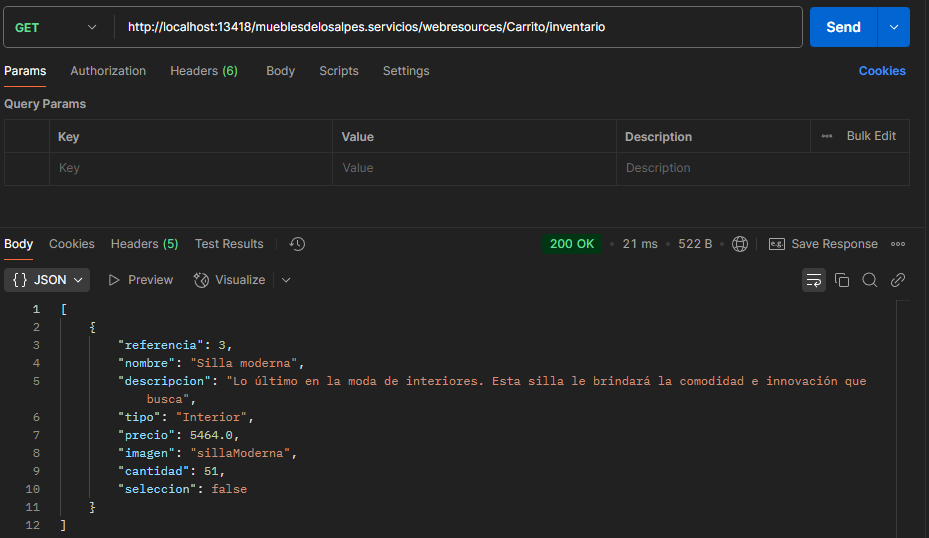 GET http://localhost:13418/mueblesdelosalpes.servicios/webresources/Carrito/inventario Send
Params Authorization Headers (6) Body Scripts Settings Cookies
Query Params
Key Value Description Bulk Edit
Key Value Description
Body Cookies Headers (5) Test Results 200 OK 21 ms 522 B e.g. Save Response
{} JSON Preview Visualize
1 [
2 {
3 "referencia": 3,
4 "nombre": "Silla moderna",
5 "descripcion": "Lo último en la moda de interiores. Esta silla le brindará la comodidad e innovación que
busca",
6 "tipo": "Interior",
7 "precio": 5464.0,
8 "imagen": "sillaModerna",
9 "cantidad": 51,
10 "seleccion": false
11 }
12 ]